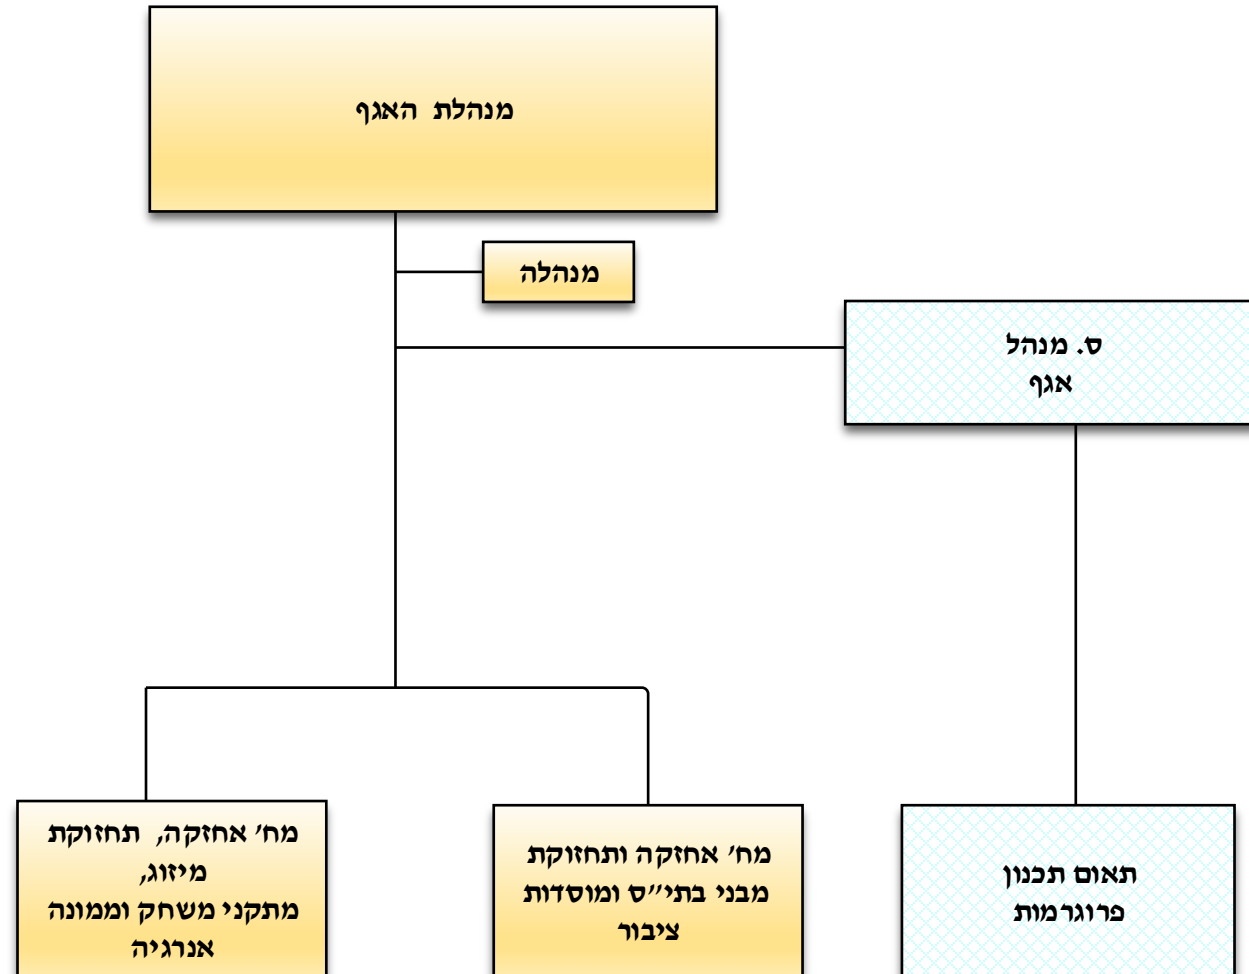 מנהלת האגף
מנהלה
ס. מנהל
אגף
תאום תכנון
פרוגרמות
מח' אחזקה ותחזוקת
מבני בתי״ס ומוסדות
ציבור
מח' אחזקה, תחזוקת
מיזוג,
מתקני משחק וממונה
אנרגיה